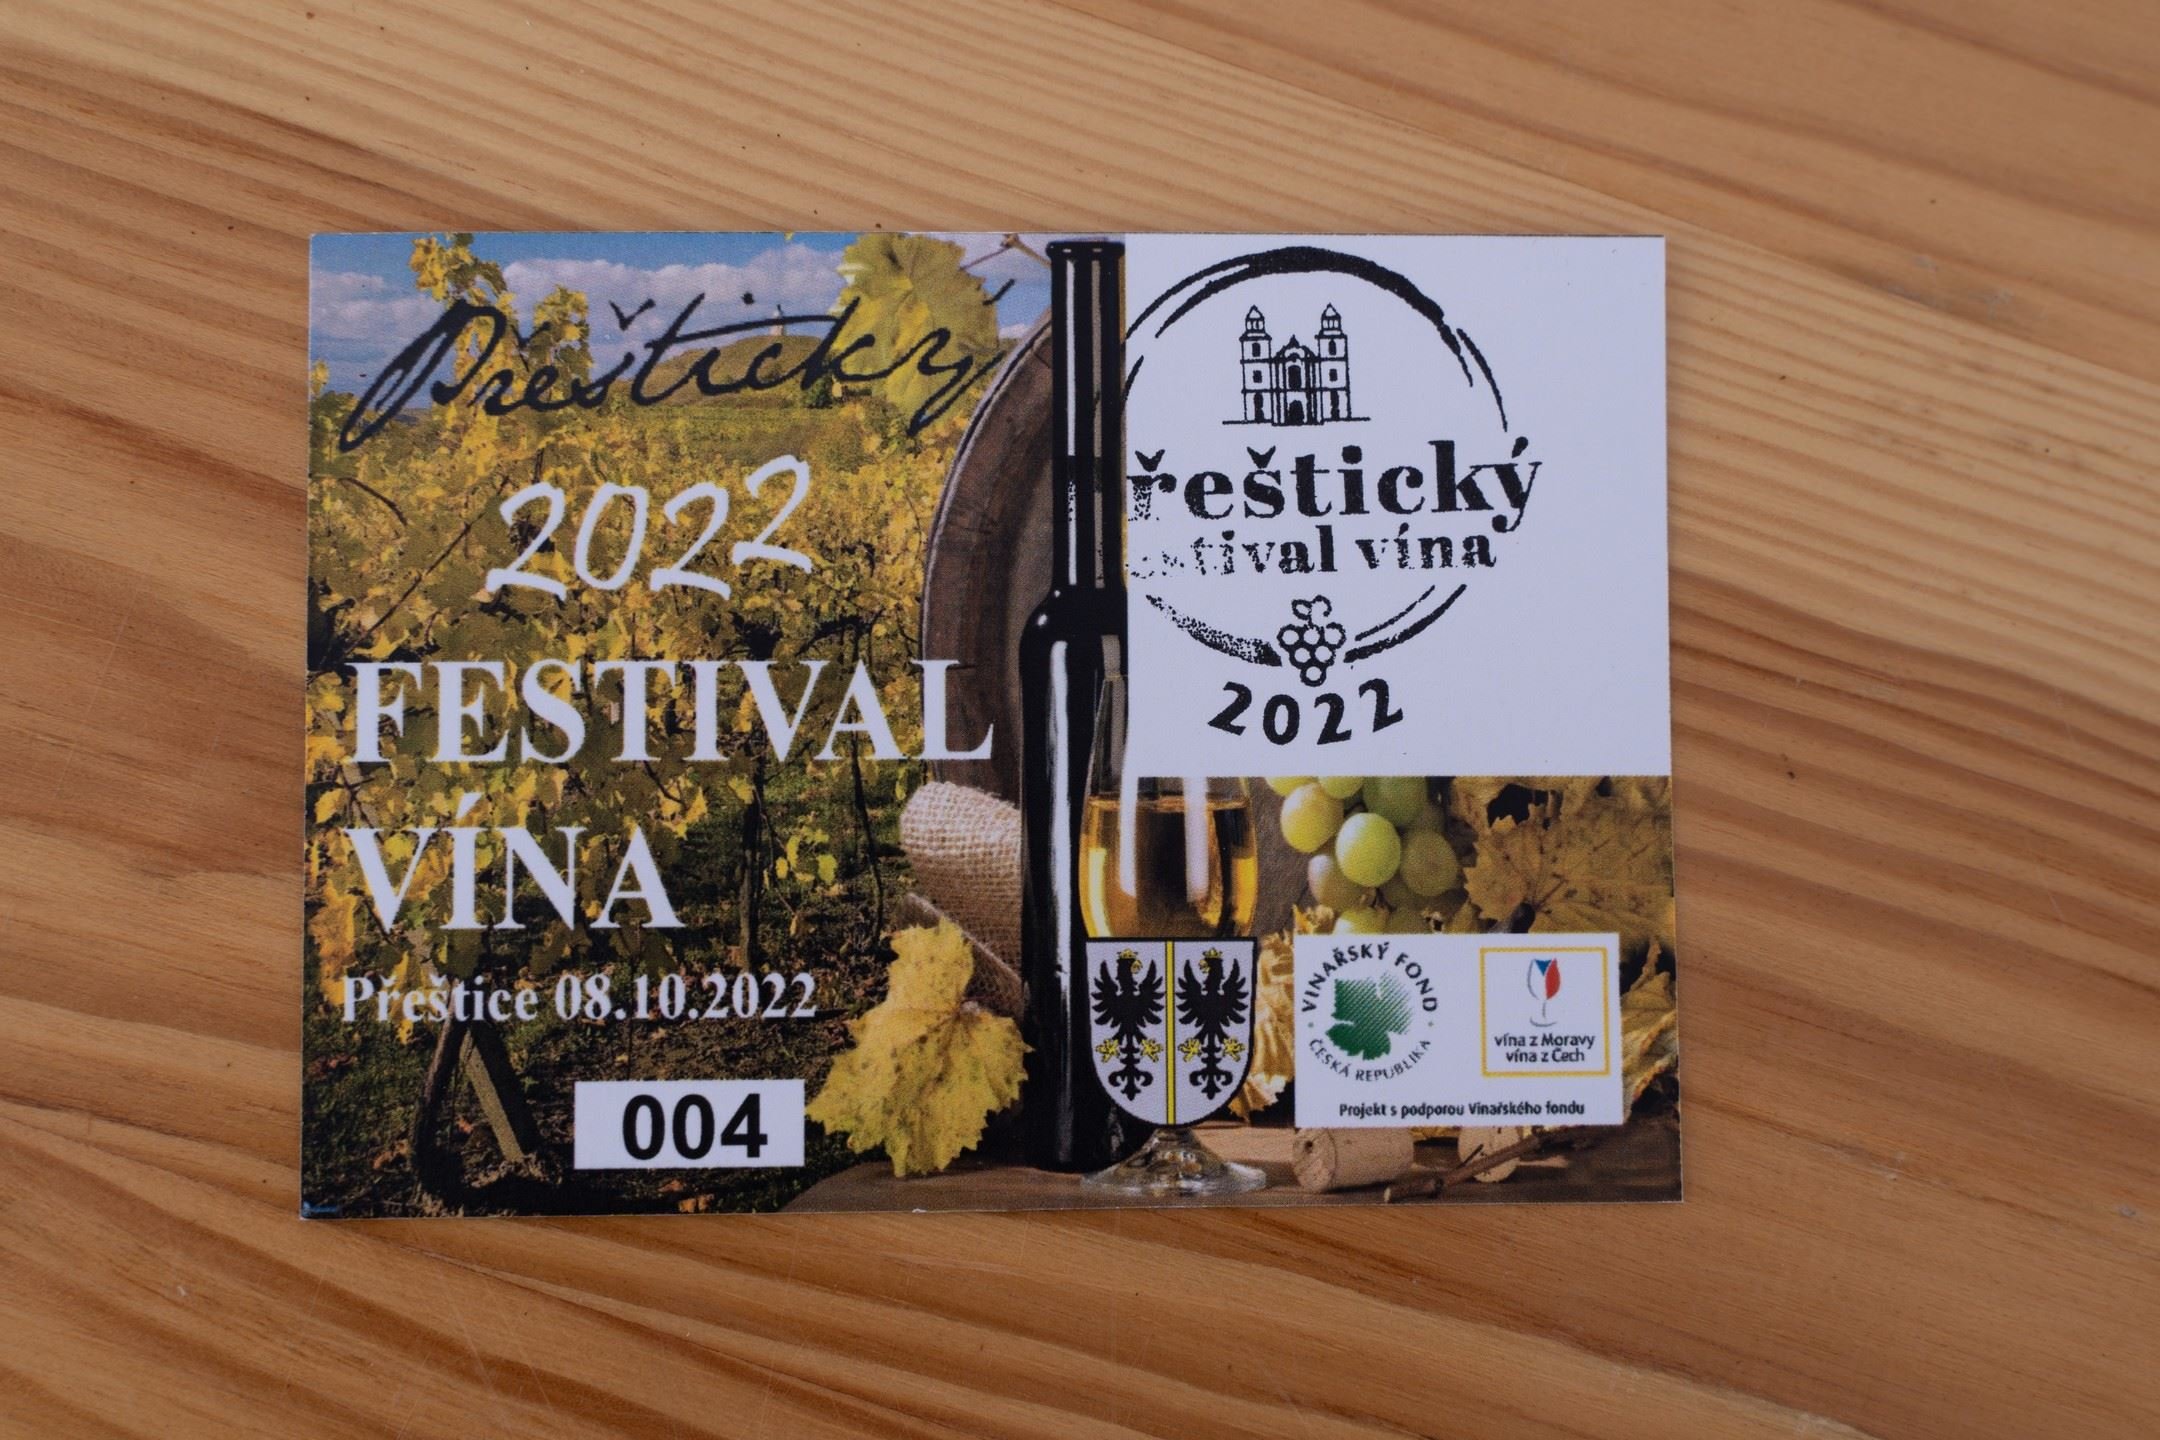 Přeštický
2022
FESTIVAL
VÍNA
Přeštice 08.10.2022
004
řeštický
stival vína
2022
VINAŘSKÝ FOND
ČESKÁ REPUBLIKA
vína z Moravy
vína z Čech
Projekt s podporou Vinařského fondu